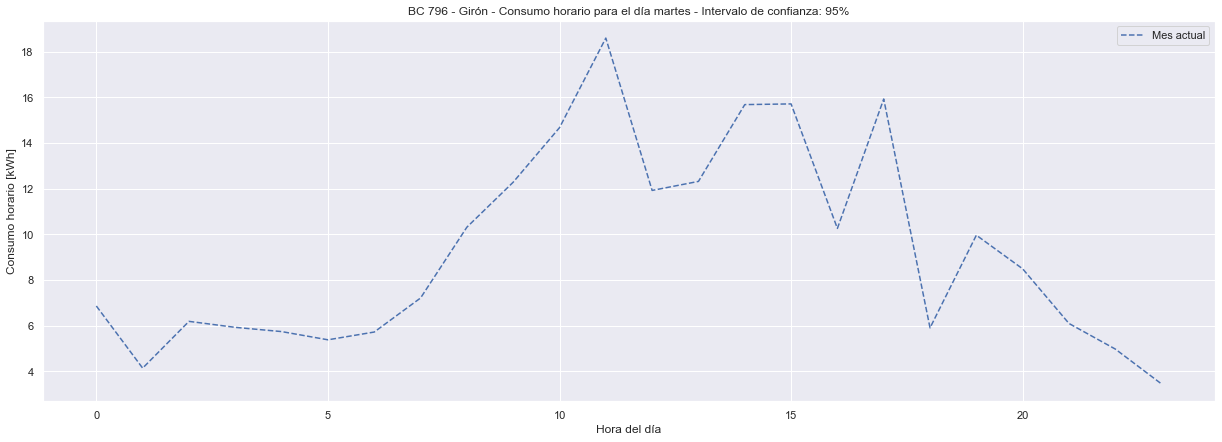 BC 796 - Girón - Consumo horario para el día martes - Intervalo de confianza: 95%
Mes actual
Consumo horario [kWh]
18
16
14
12
10
8
6
4
0 5 10 15 20
Hora del día